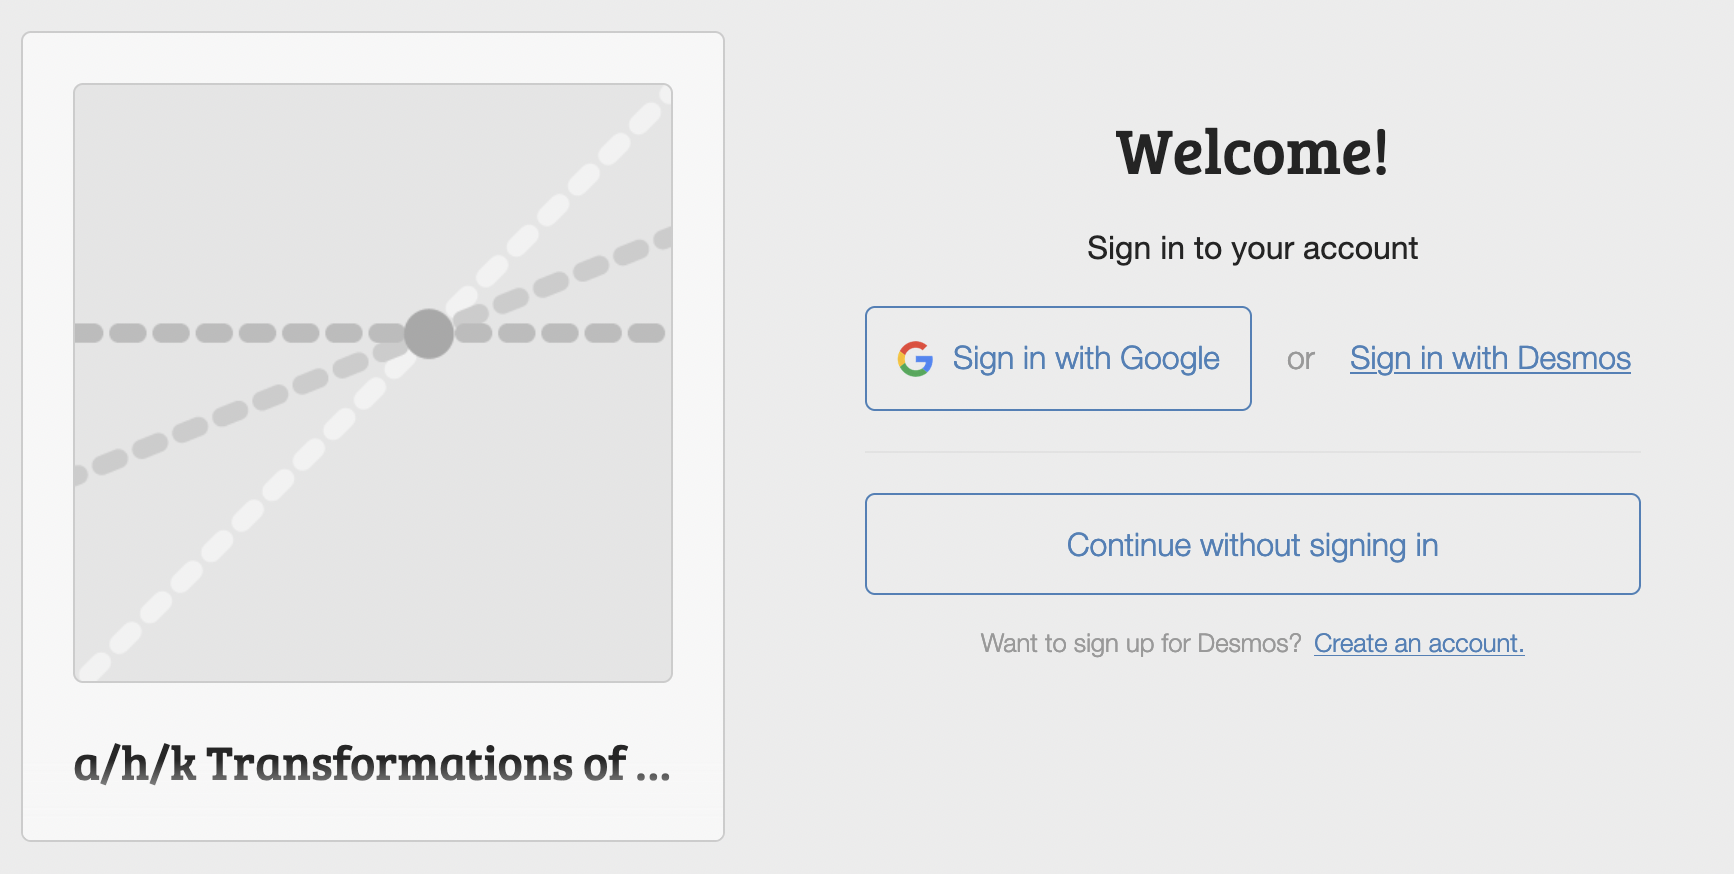 a/h/k Transformations of ...
Welcome!
Sign in to your account
Sign in with Google
or
Sign in with Desmos
Continue without signing in
Want to sign up for Desmos? Create an account.